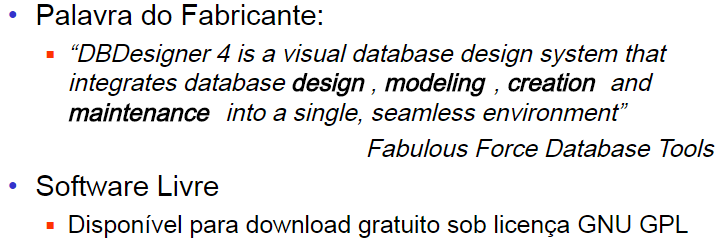 • Palavra do Fabricante:
▪ “DBDesigner 4 is a visual database design system that
integrates database design , modeling , creation and
maintenance into a single, seamless environment”
Fabulous Force Database Tools
• Software Livre
▪ Disponível para download gratuito sob licença GNU GPL